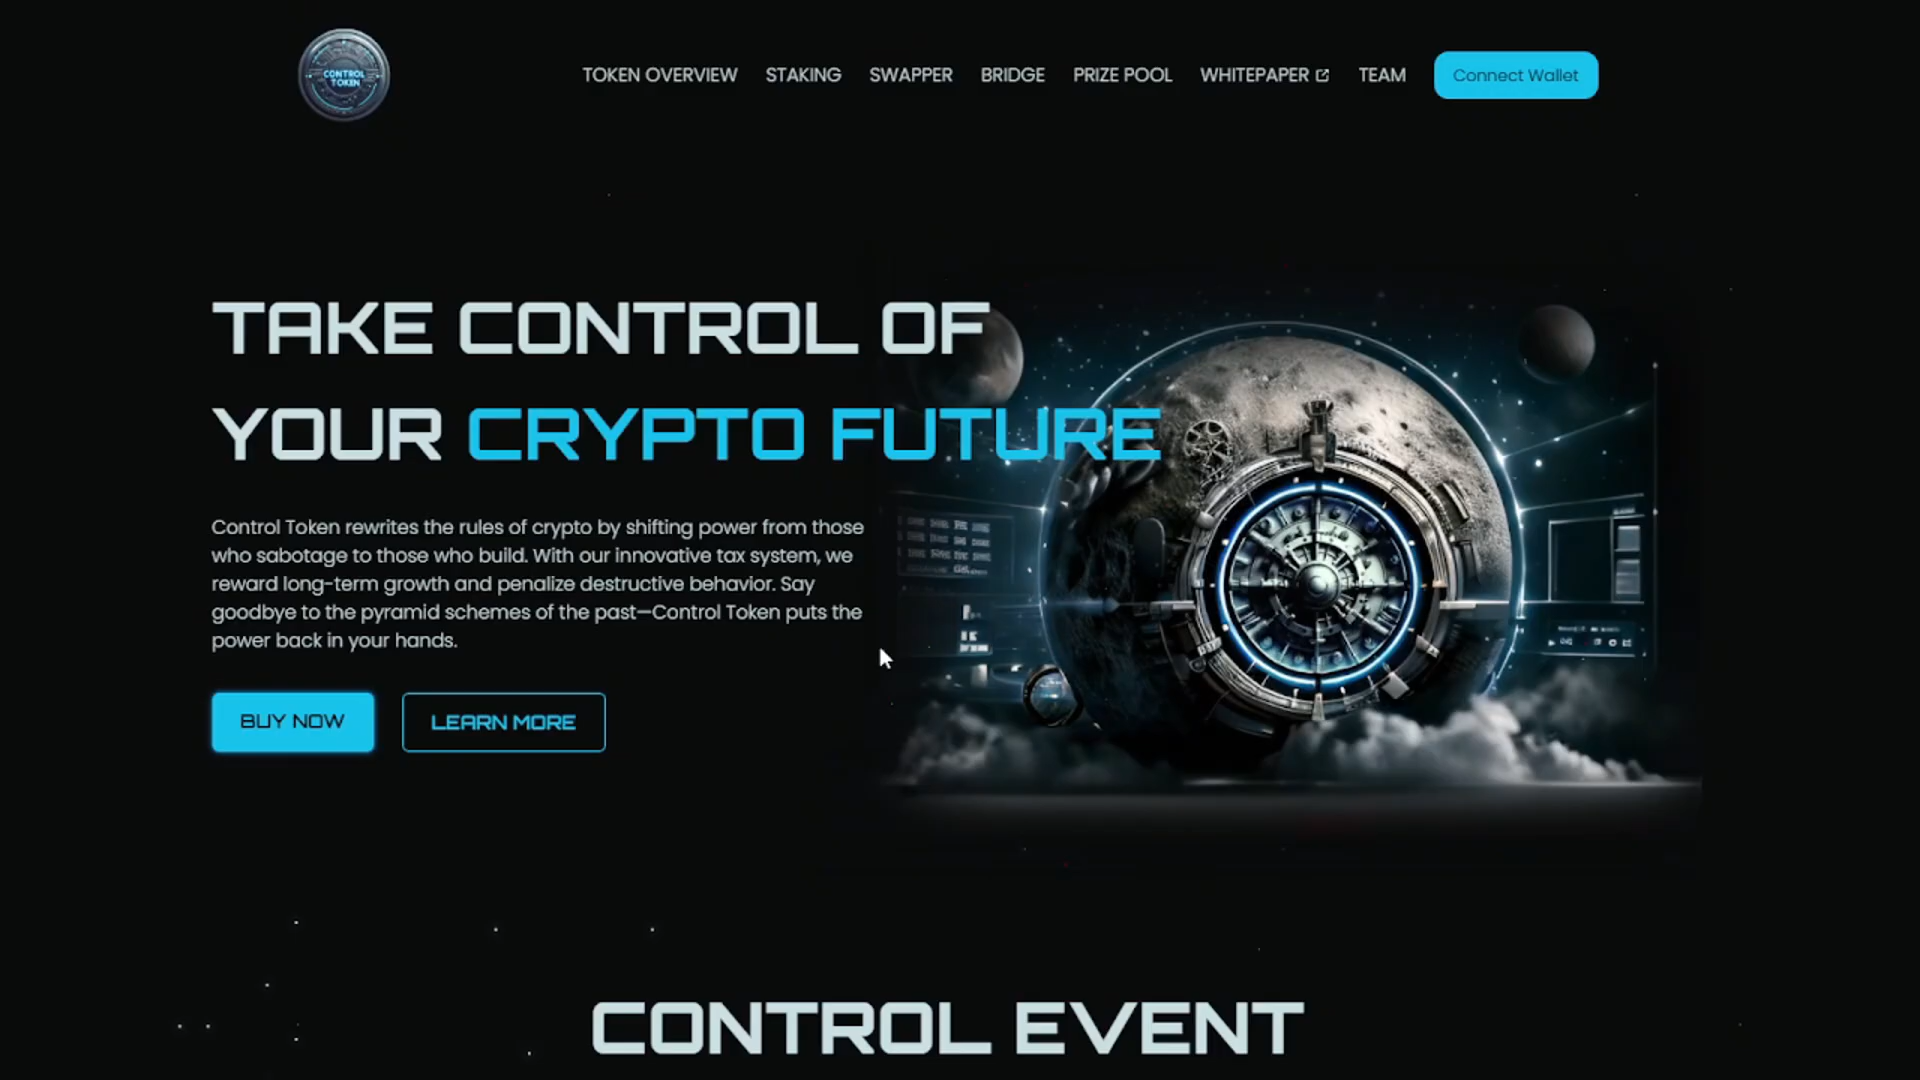 CONTROL
TOKEN
TOKEN OVERVIEW
STAKING
SWAPPER
BRIDGE
PRIZE POOL
WHITEPAPER
TEAM
Connect Wallet
TAKE CONTROL OF
YOUR CRYPTO FUTURE
Control Token rewrites the rules of crypto by shifting power from those
who sabotage to those who build. With our innovative tax system, we
reward long-term growth and penalize destructive behavior. Say
goodbye to the pyramid schemes of the past—Control Token puts the
power back in your hands.
BUY NOW
LEARN MORE
CONTROL EVENT